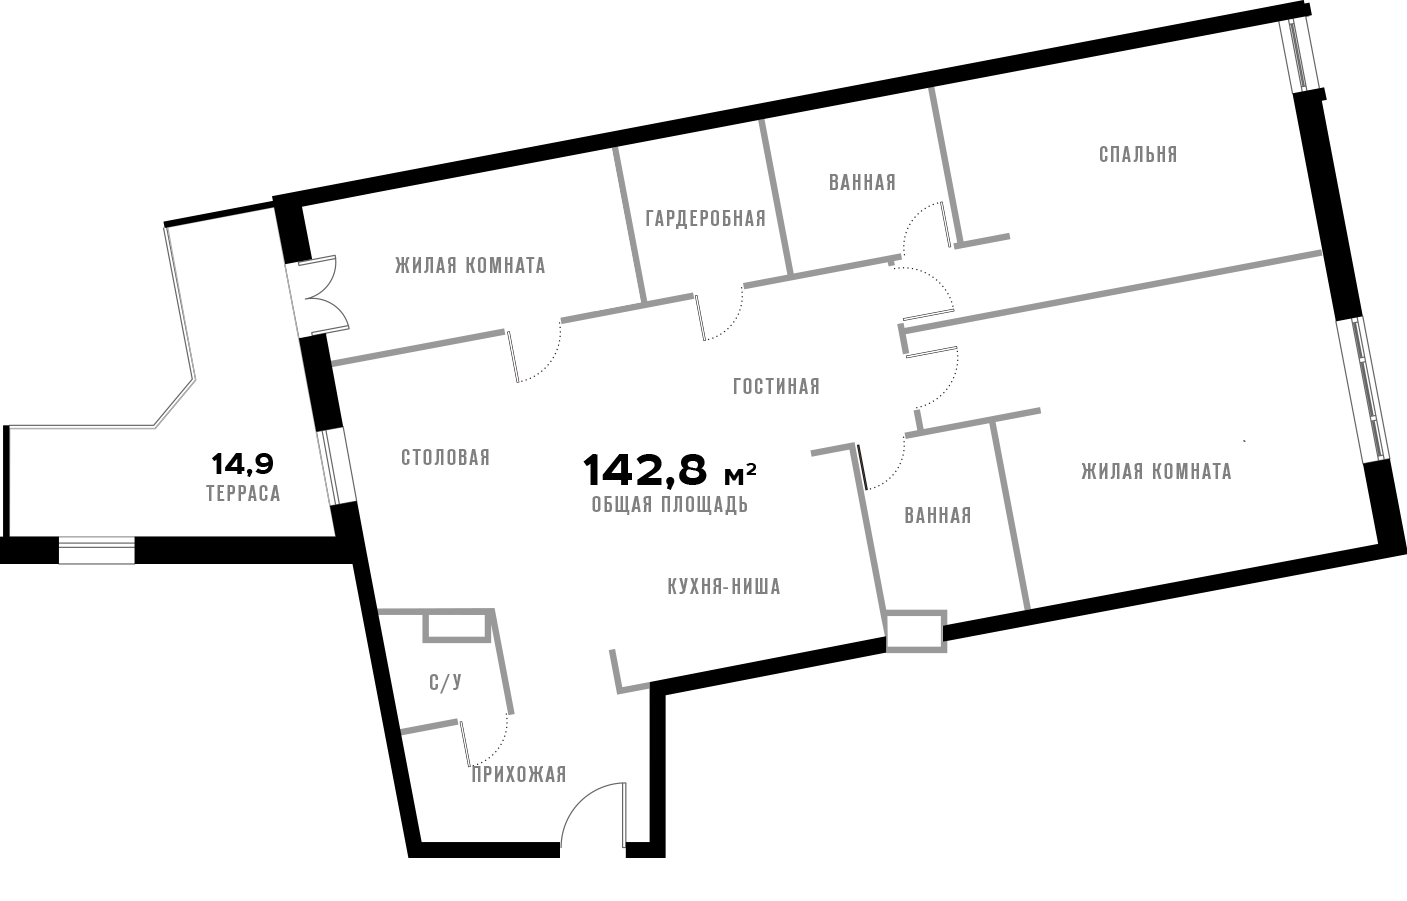 СПАЛЬНЯ
ВАННАЯ
ГАРДЕРОБНАЯ
ЖИЛАЯ КОМНАТА
ГОСТИНАЯ
СТОЛОВАЯ
142,8 м²
ОБЩАЯ ПЛОЩАДЬ
14,9
ТЕРРАСА
ЖИЛАЯ КОМНАТА
ВАННАЯ
КУХНЯ-НИША
С/У
ПРИХОЖАЯ